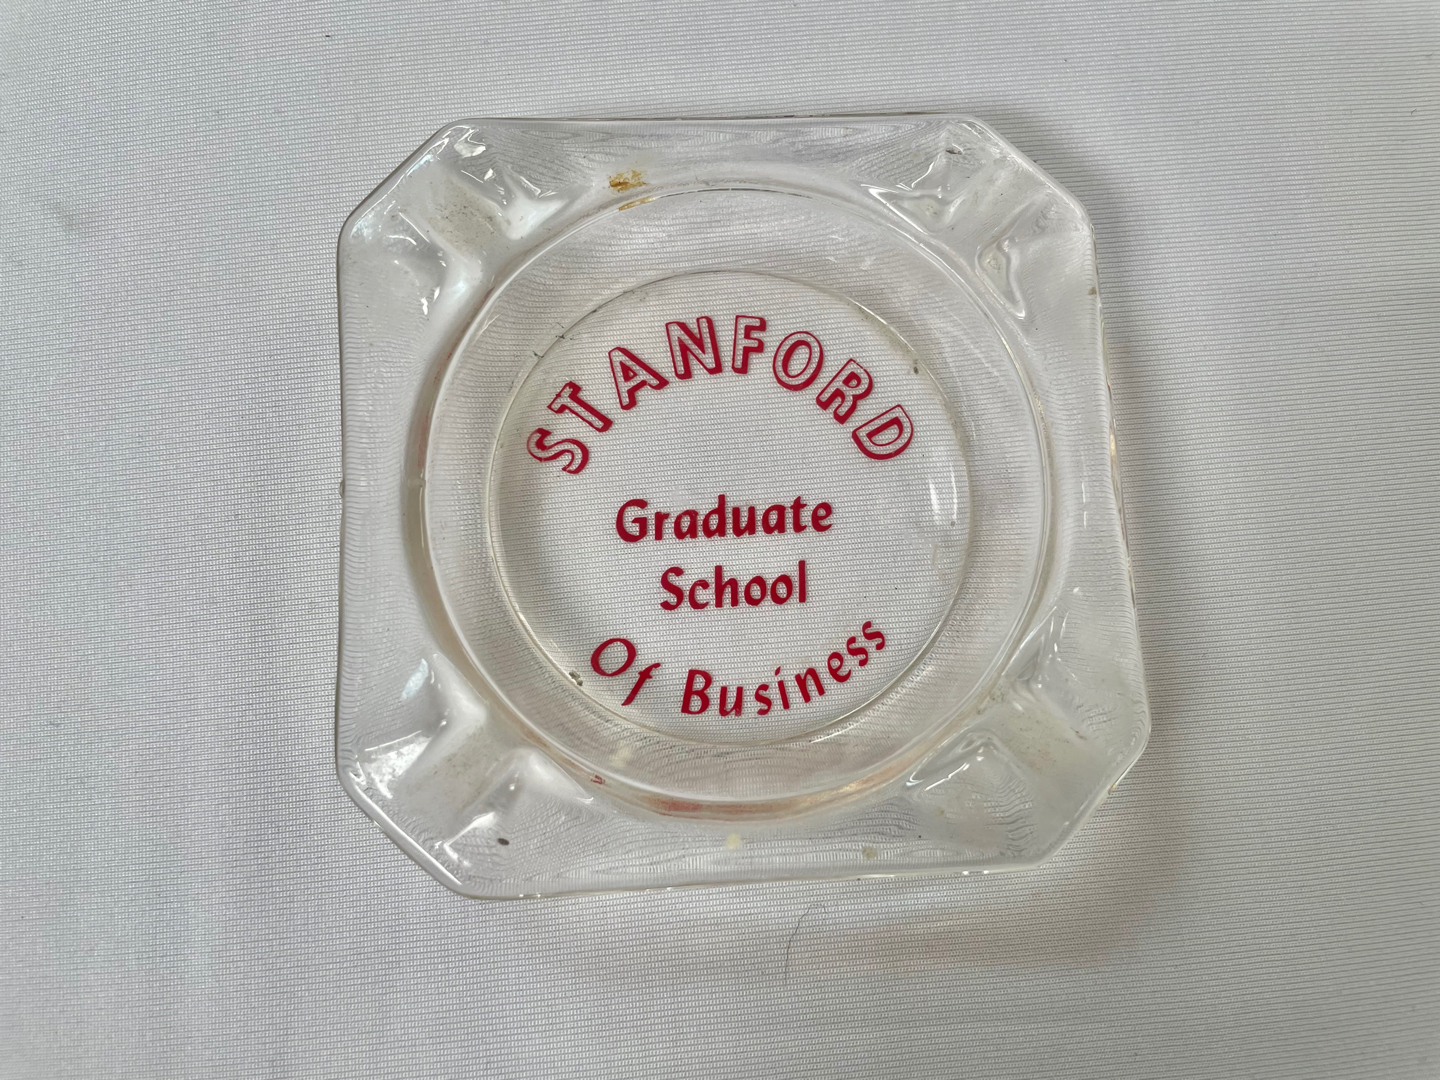 STANFORD
Graduate
School
Of Business